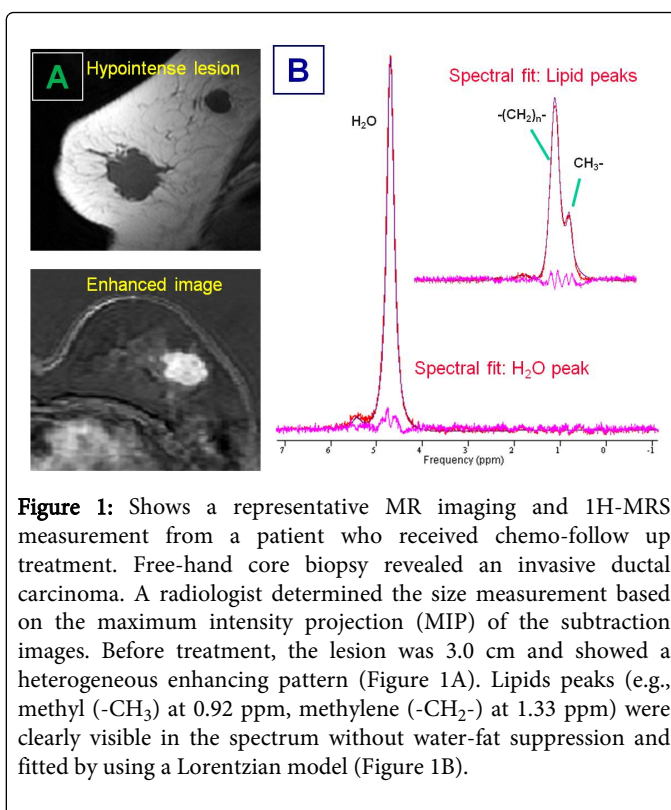 A
Hypointense lesion
Enhanced image
B
Spectral fit: Lipid peaks
H₂O
-(CH₂)ₙ-
CH₃-
Spectral fit: H₂O peak
7 6 5 4 3 2 1 0 -1
Frequency (ppm)
Figure 1: Shows a representative MR imaging and 1H-MRS
measurement from a patient who received chemo-follow up
treatment. Free-hand core biopsy revealed an invasive ductal
carcinoma. A radiologist determined the size measurement based
on the maximum intensity projection (MIP) of the subtraction
images. Before treatment, the lesion was 3.0 cm and showed a
heterogeneous enhancing pattern (Figure 1A). Lipids peaks (e.g.,
methyl (-CH₃) at 0.92 ppm, methylene (-CH₂-) at 1.33 ppm) were
clearly visible in the spectrum without water-fat suppression and
fitted by using a Lorentzian model (Figure 1B).